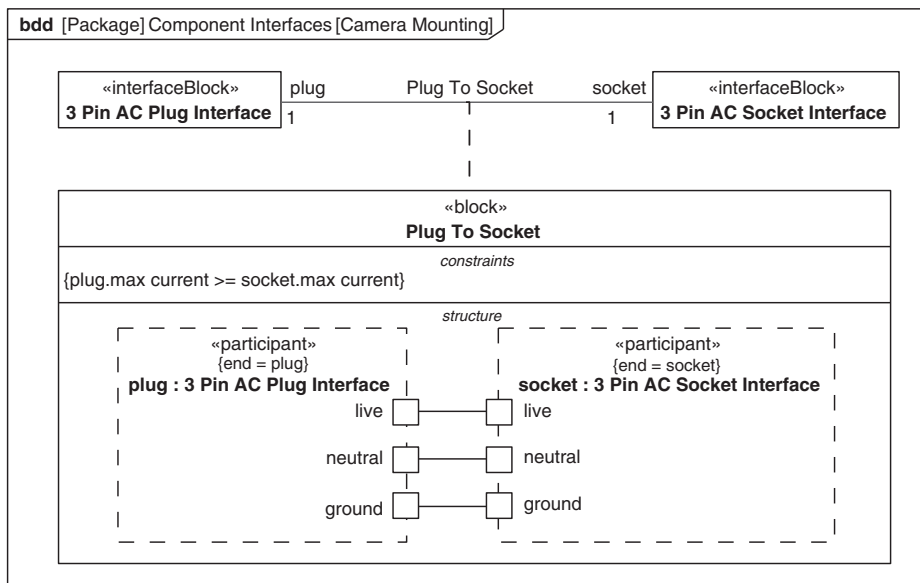 bdd [Package] Component Interfaces [Camera Mounting]
«interfaceBlock»
3 Pin AC Plug Interface
plug
1
Plug To Socket
socket
1
«interfaceBlock»
3 Pin AC Socket Interface
«block»
Plug To Socket
constraints
{plug.max current >= socket.max current}
structure
«participant»
{end = plug}
plug : 3 Pin AC Plug Interface
live
neutral
ground
«participant»
{end = socket}
socket : 3 Pin AC Socket Interface
live
neutral
ground